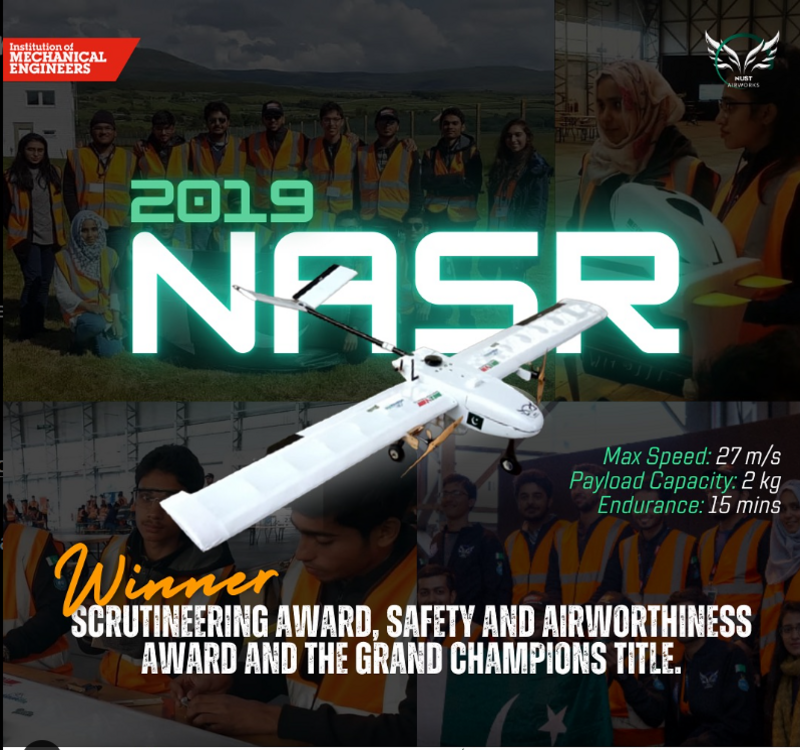 Institution of
MECHANICAL
ENGINEERS
NUST
AIRWORKS
2019
NASR
Max Speed: 27 m/s
Payload Capacity: 2 kg
Endurance: 15 mins
Winner
SCRUTINEERING AWARD, SAFETY AND AIRWORTHINESS
AWARD AND THE GRAND CHAMPIONS TITLE.